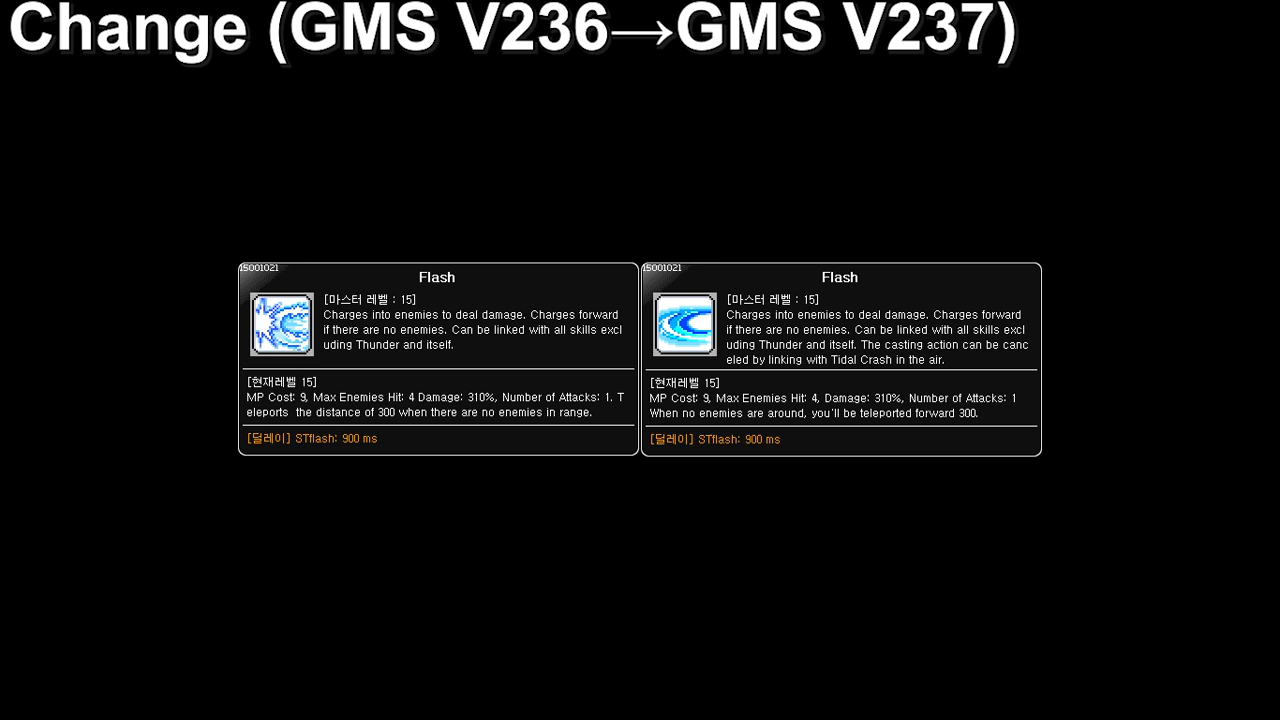 Change (GMS V236→GMS V237)
15001021
Flash
[마스터 레벨 : 15]
Charges into enemies to deal damage. Charges forward
if there are no enemies. Can be linked with all skills excl
uding Thunder and itself.
[현재레벨 15]
MP Cost: 9, Max Enemies Hit: 4 Damage: 310%, Number of Attacks: 1. T
eleports  the distance of 300 when there are no enemies in range.
[딜레이] STflash: 900 ms
15001021
Flash
[마스터 레벨 : 15]
Charges into enemies to deal damage. Charges forward
if there are no enemies. Can be linked with all skills excl
uding Thunder and itself. The casting action can be canc
eled by linking with Tidal Crash in the air.
[현재레벨 15]
MP Cost: 9, Max Enemies Hit: 4, Damage: 310%, Number of Attacks: 1
When no enemies are around, you'll be teleported forward 300.
[딜레이] STflash: 900 ms